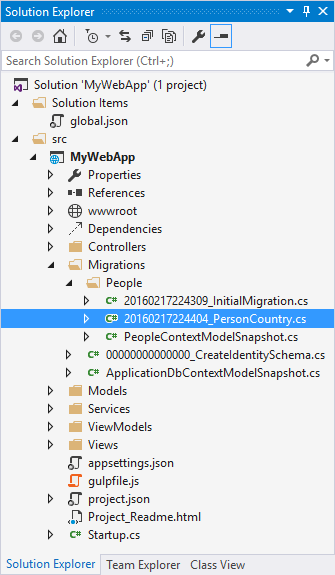 Solution Explorer
Search Solution Explorer (Ctrl+;)
Solution 'MyWebApp' (1 project)
Solution Items
global.json
src
MyWebApp
Properties
References
wwwroot
Dependencies
Controllers
Migrations
People
C# 20160217224309_InitialMigration.cs
C# 20160217224404_PersonCountry.cs
C# PeopleContextModelSnapshot.cs
C# 00000000000000_CreateIdentitySchema.cs
C# ApplicationDbContextModelSnapshot.cs
Models
Services
ViewModels
Views
appsettings.json
gulpfile.js
project.json
Project_Readme.html
C# Startup.cs
Solution Explorer Team Explorer Class View